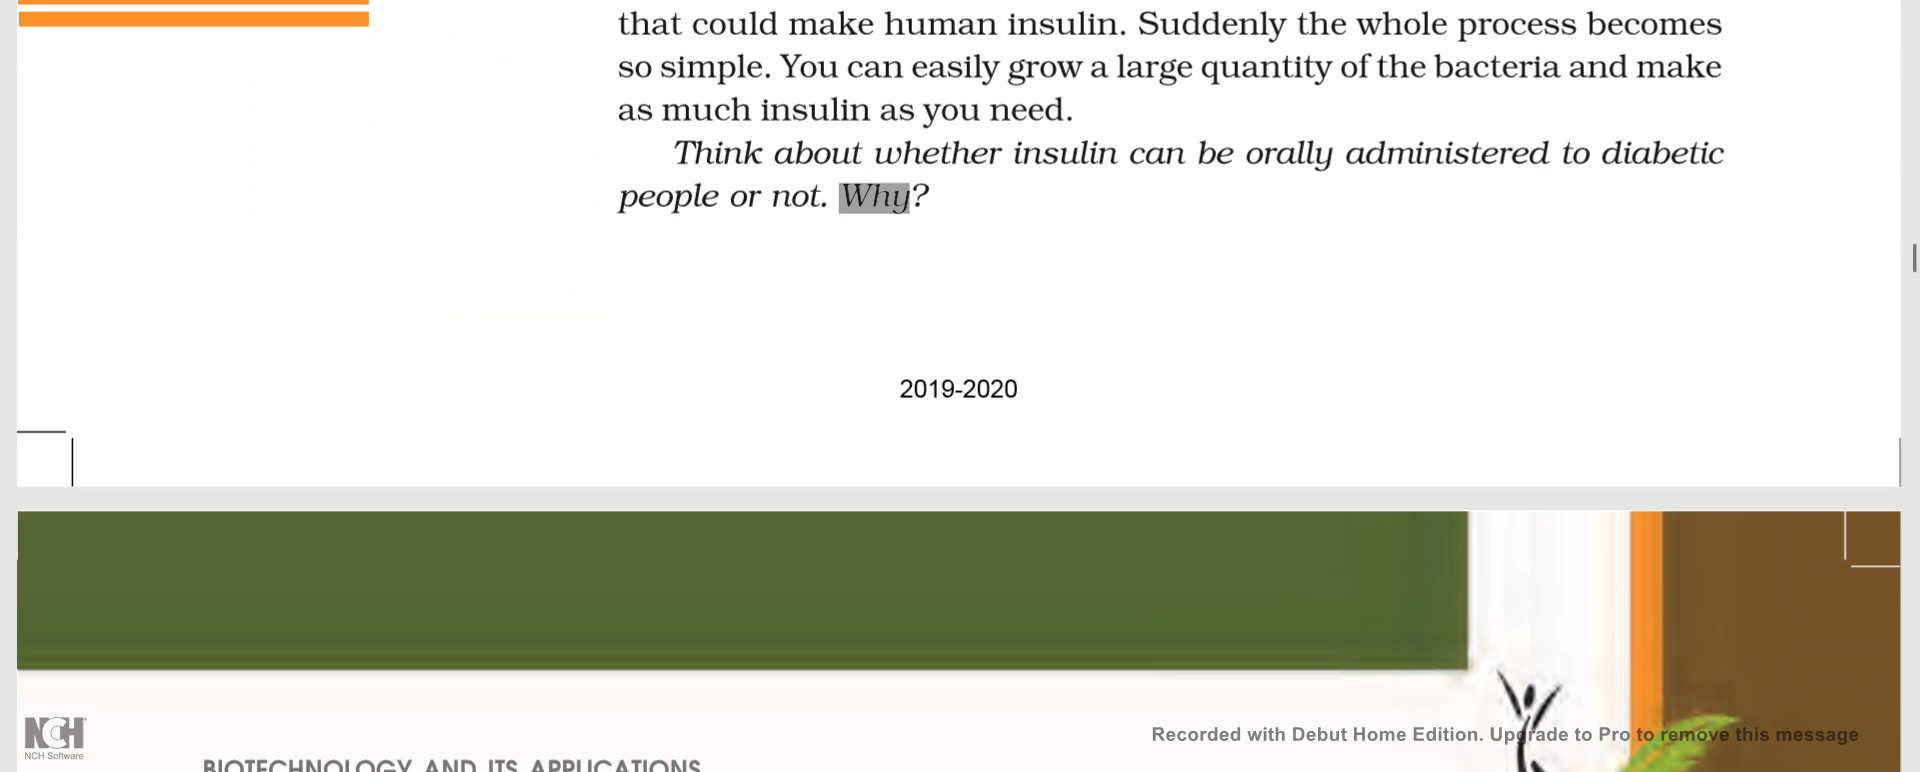 that could make human insulin. Suddenly the whole process becomes
so simple. You can easily grow a large quantity of the bacteria and make
as much insulin as you need.
Think about whether insulin can be orally administered to diabetic
people or not. Why?
2019-2020
NCH
NCH Software
Recorded with Debut Home Edition. Upgrade to Pro to remove this message
BIOTECHNOLOGY AND ITS APPLICATIONS